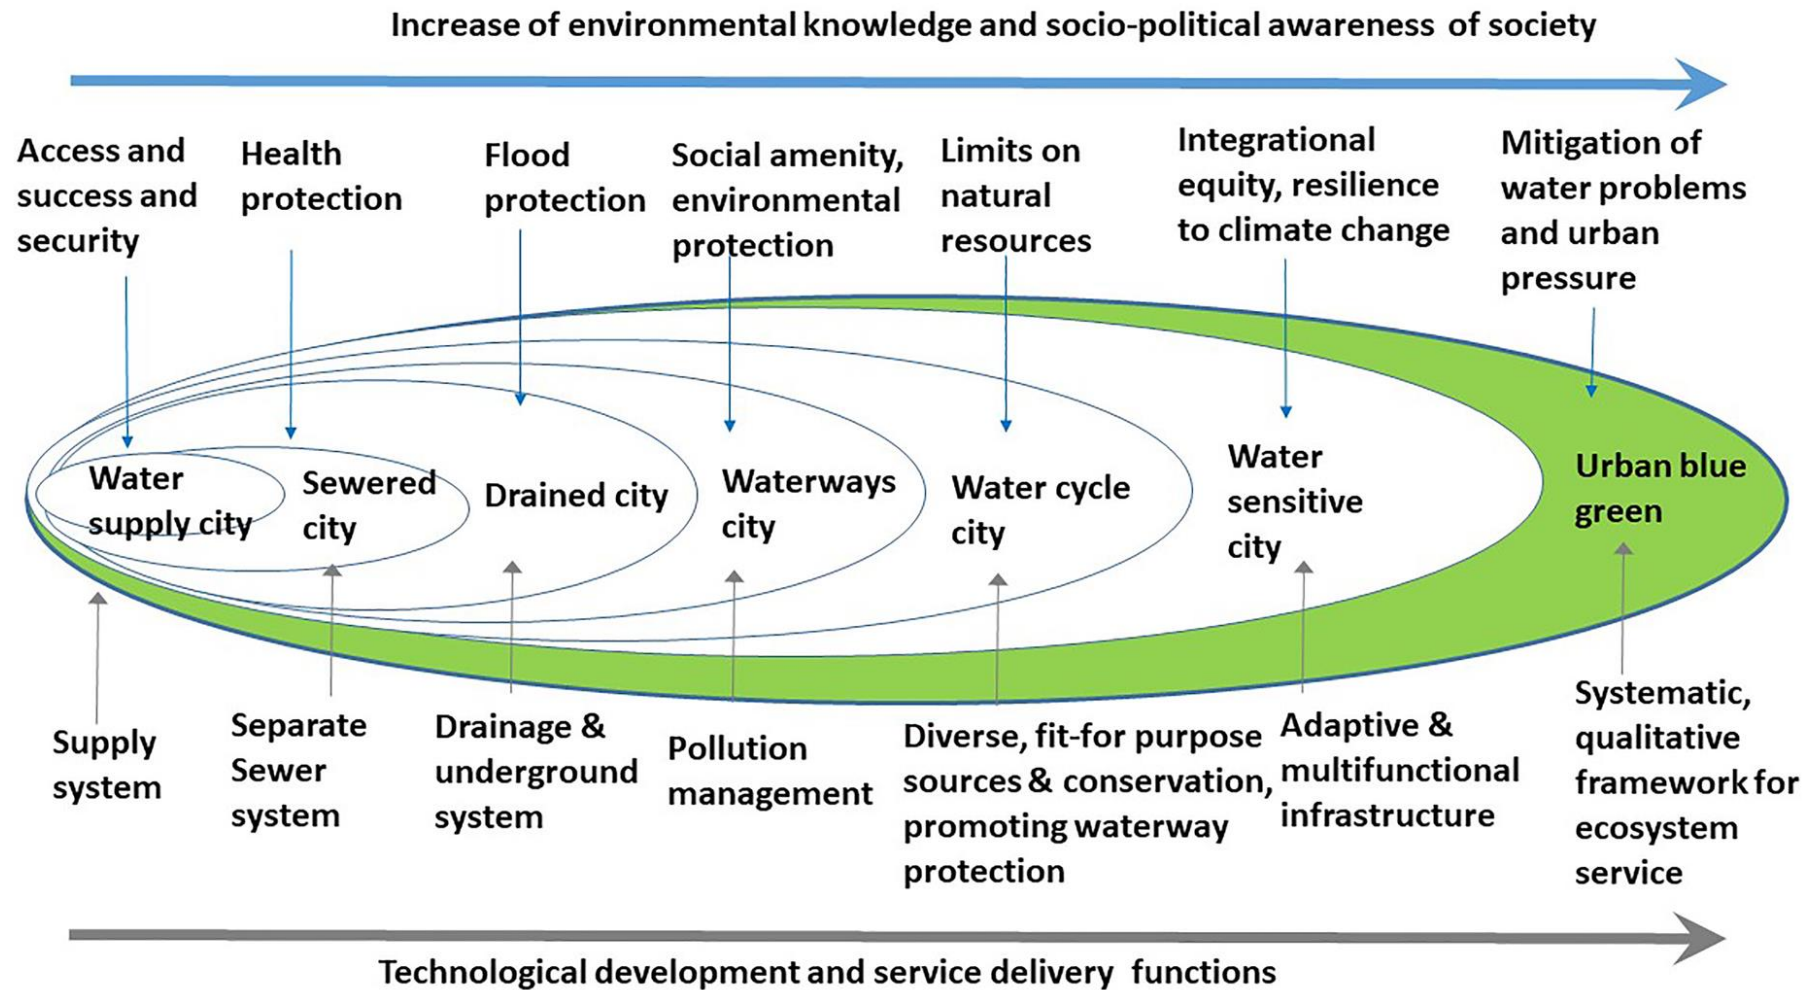 Increase of environmental knowledge and socio-political awareness of society
Access and
success and
security
Health
protection
Flood
protection
Social amenity,
environmental
protection
Limits on
natural
resources
Integrational
equity, resilience
to climate change
Mitigation of
water problems
and urban
pressure
Water
supply city
Sewered
city
Drained city
Waterways
city
Water cycle
city
Water
sensitive
city
Urban blue
green
Supply
system
Separate
Sewer
system
Drainage &
underground
system
Pollution
management
Diverse, fit-for purpose
sources & conservation,
promoting waterway
protection
Adaptive &
multifunctional
infrastructure
Systematic,
qualitative
framework for
ecosystem
service
Technological development and service delivery functions